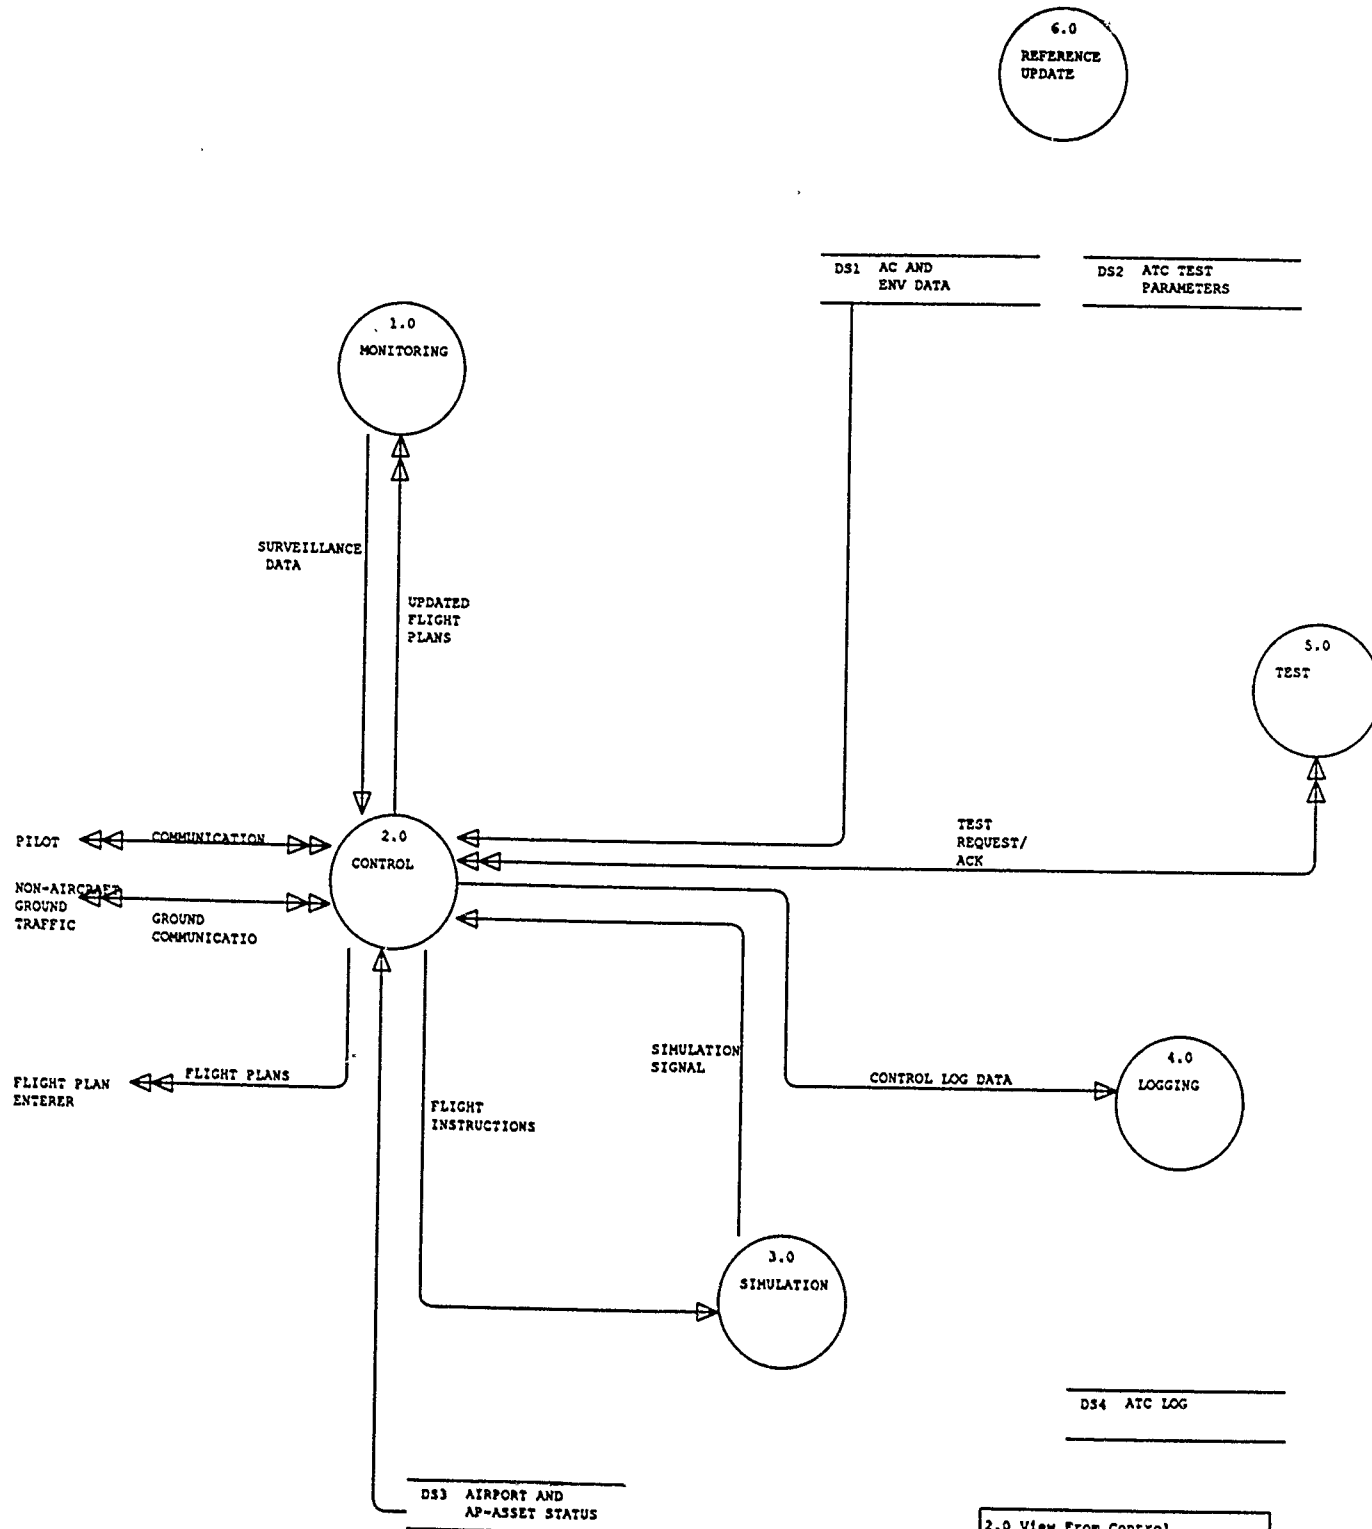 6.0
REFERENCE
UPDATE
DS1 AC AND
ENV DATA
DS2 ATC TEST
PARAMETERS
1.0
MONITORING
SURVEILLANCE
DATA
UPDATED
FLIGHT
PLANS
5.0
TEST
PILOT
COMMUNICATION
2.0
CONTROL
TEST
REQUEST/
ACK
NON-AIRCRAFT
GROUND
TRAFFIC
GROUND
COMMUNICATIO
SIMULATION
SIGNAL
4.0
LOGGING
CONTROL LOG DATA
FLIGHT PLAN
ENTERER
FLIGHT PLANS
FLIGHT
INSTRUCTIONS
3.0
SIMULATION
DS4 ATC LOG
DS3 AIRPORT AND
AP-ASSET STATUS
2.0 View From Control